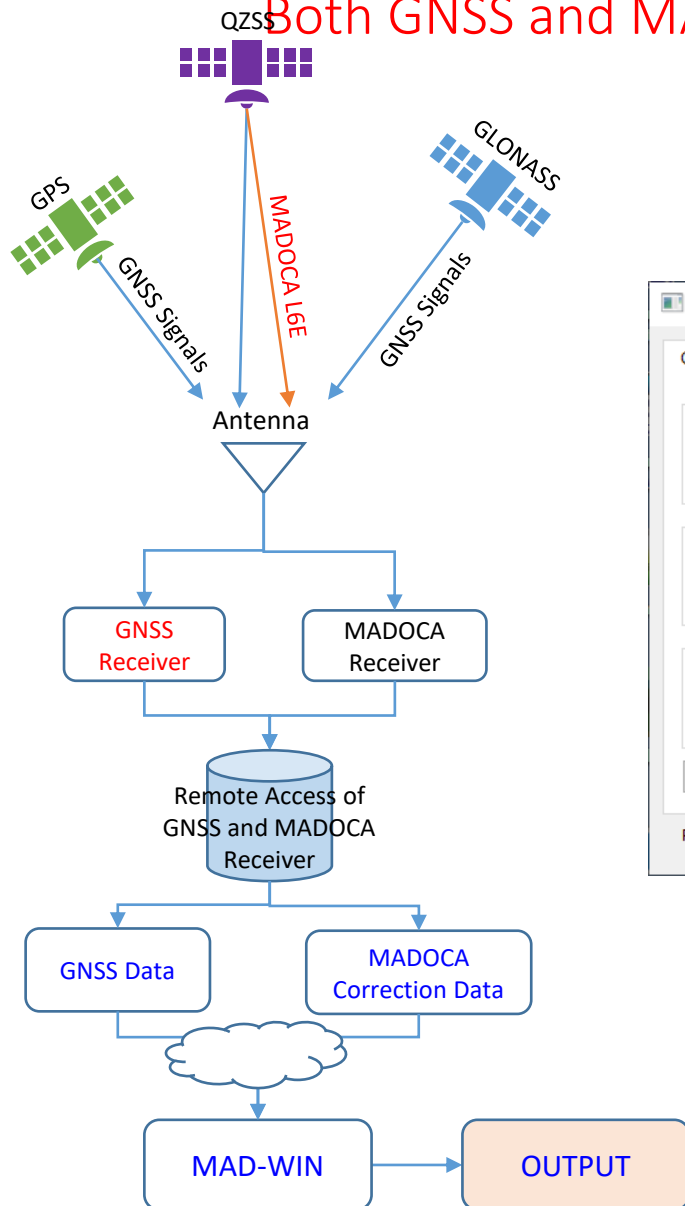 Both GNSS and MA
QZSS
GLONASS
GPS
MADOCA L6E
GNSS Signals
GNSS Signals
Antenna
GNSS
Receiver
MADOCA
Receiver
Remote Access of
GNSS and MADOCA
Receiver
GNSS Data
MADOCA
Correction Data
MAD-WIN
OUTPUT